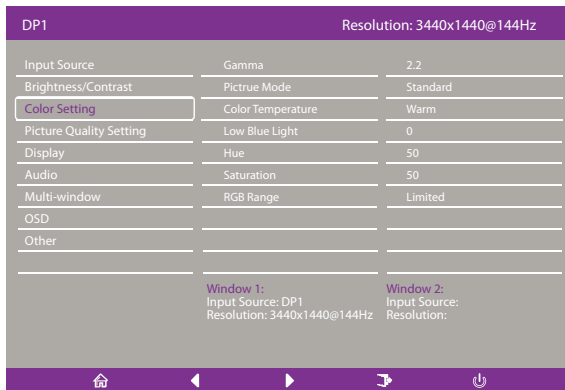 DP1 Resolution: 3440x1440@144Hz
Input Source Gamma 2.2
Brightness/Contrast Pictrue Mode Standard
Color Setting Color Temperature Warm
Picture Quality Setting Low Blue Light 0
Display Hue 50
Audio Saturation 50
Multi-window RGB Range Limited
OSD
Other
Window 1: Window 2:
Input Source: DP1 Input Source:
Resolution: 3440x1440@144Hz Resolution: